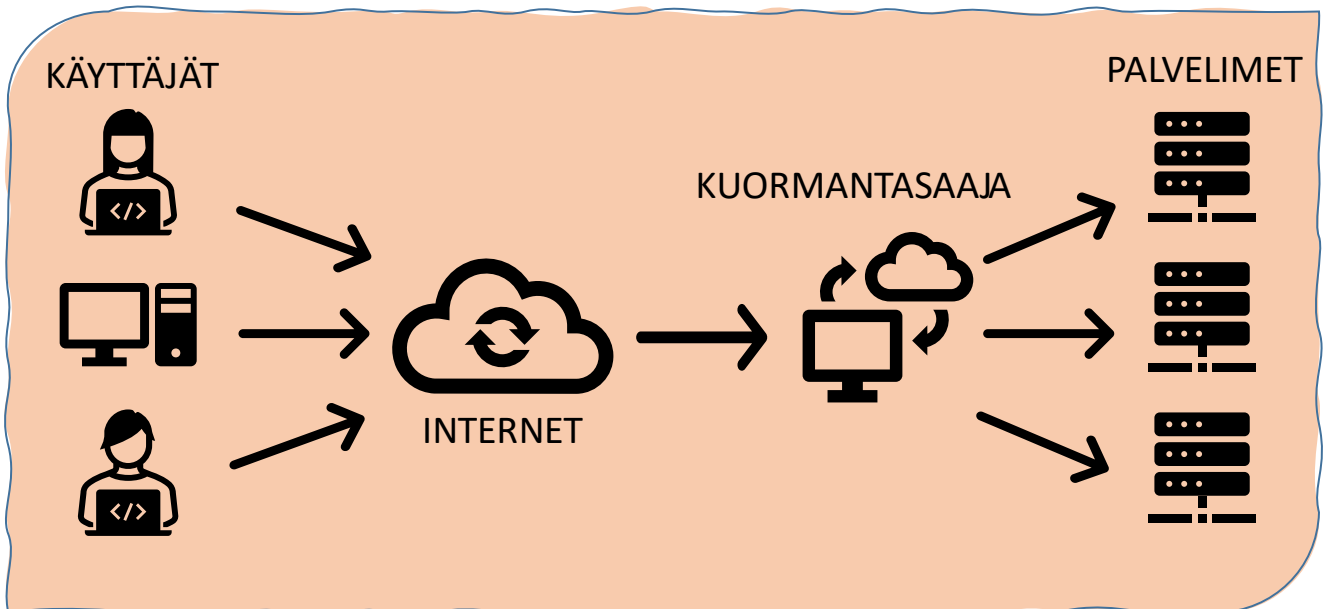 KÄYTTÄJÄT
PALVELIMET
KUORMANTASAAJA
</>
INTERNET
</>